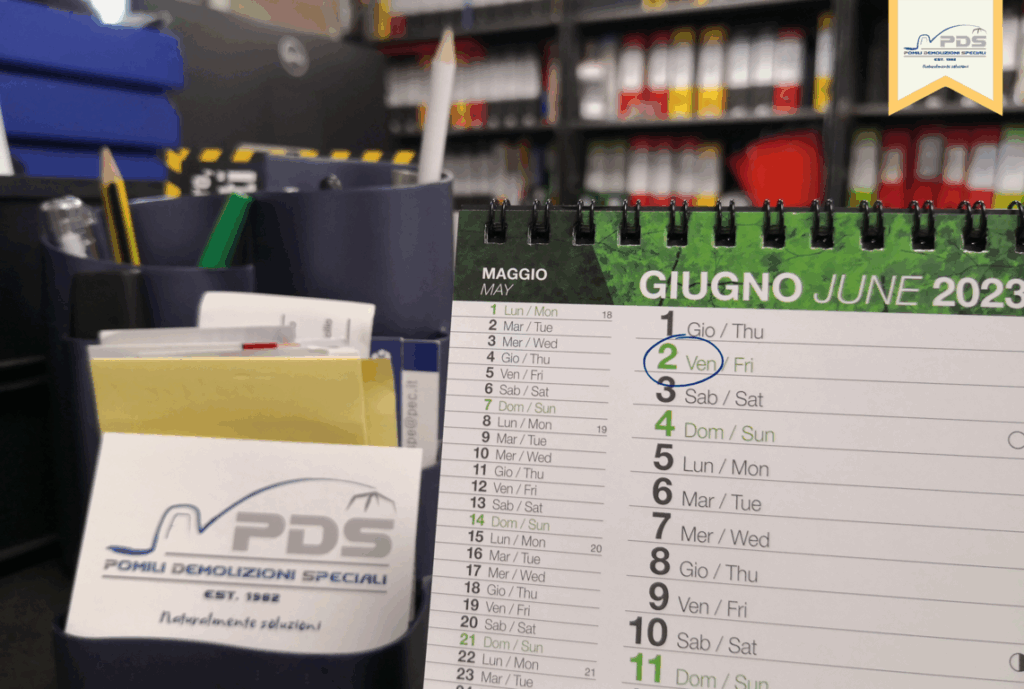 PDS
POMILI DEMOLIZIONI SPECIALI
EST. 1982
Naturalmente soluzioni
MAGGIO
MAY
1 Lun / Mon 18
2 Mar / Tue
3 Mer / Wed
4 Gio / Thu
5 Ven / Fri
6 Sab / Sat
7 Dom / Sun
8 Lun / Mon 19
9 Mar / Tue
10 Mer / Wed
11 Gio / Thu
12 Ven / Fri
13 Sab / Sat
14 Dom / Sun
15 Lun / Mon 20
16 Mar / Tue
17 Mer / Wed
18 Gio / Thu
19 Ven / Fri
20 Sab / Sat
21 Dom / Sun
22 Lun / Mon 21
23 Mar / Tue
GIUGNO JUNE 2023
1 Gio / Thu
2 Ven / Fri
3 Sab / Sat
4 Dom / Sun
5 Lun / Mon
6 Mar / Tue
7 Mer / Wed
8 Gio / Thu
9 Ven / Fri
10 Sab / Sat
11 Dom / Sun
pe@pec.it
PDS
POMILI DEMOLIZIONI SPECIALI
EST. 1982
Naturalmente soluzioni